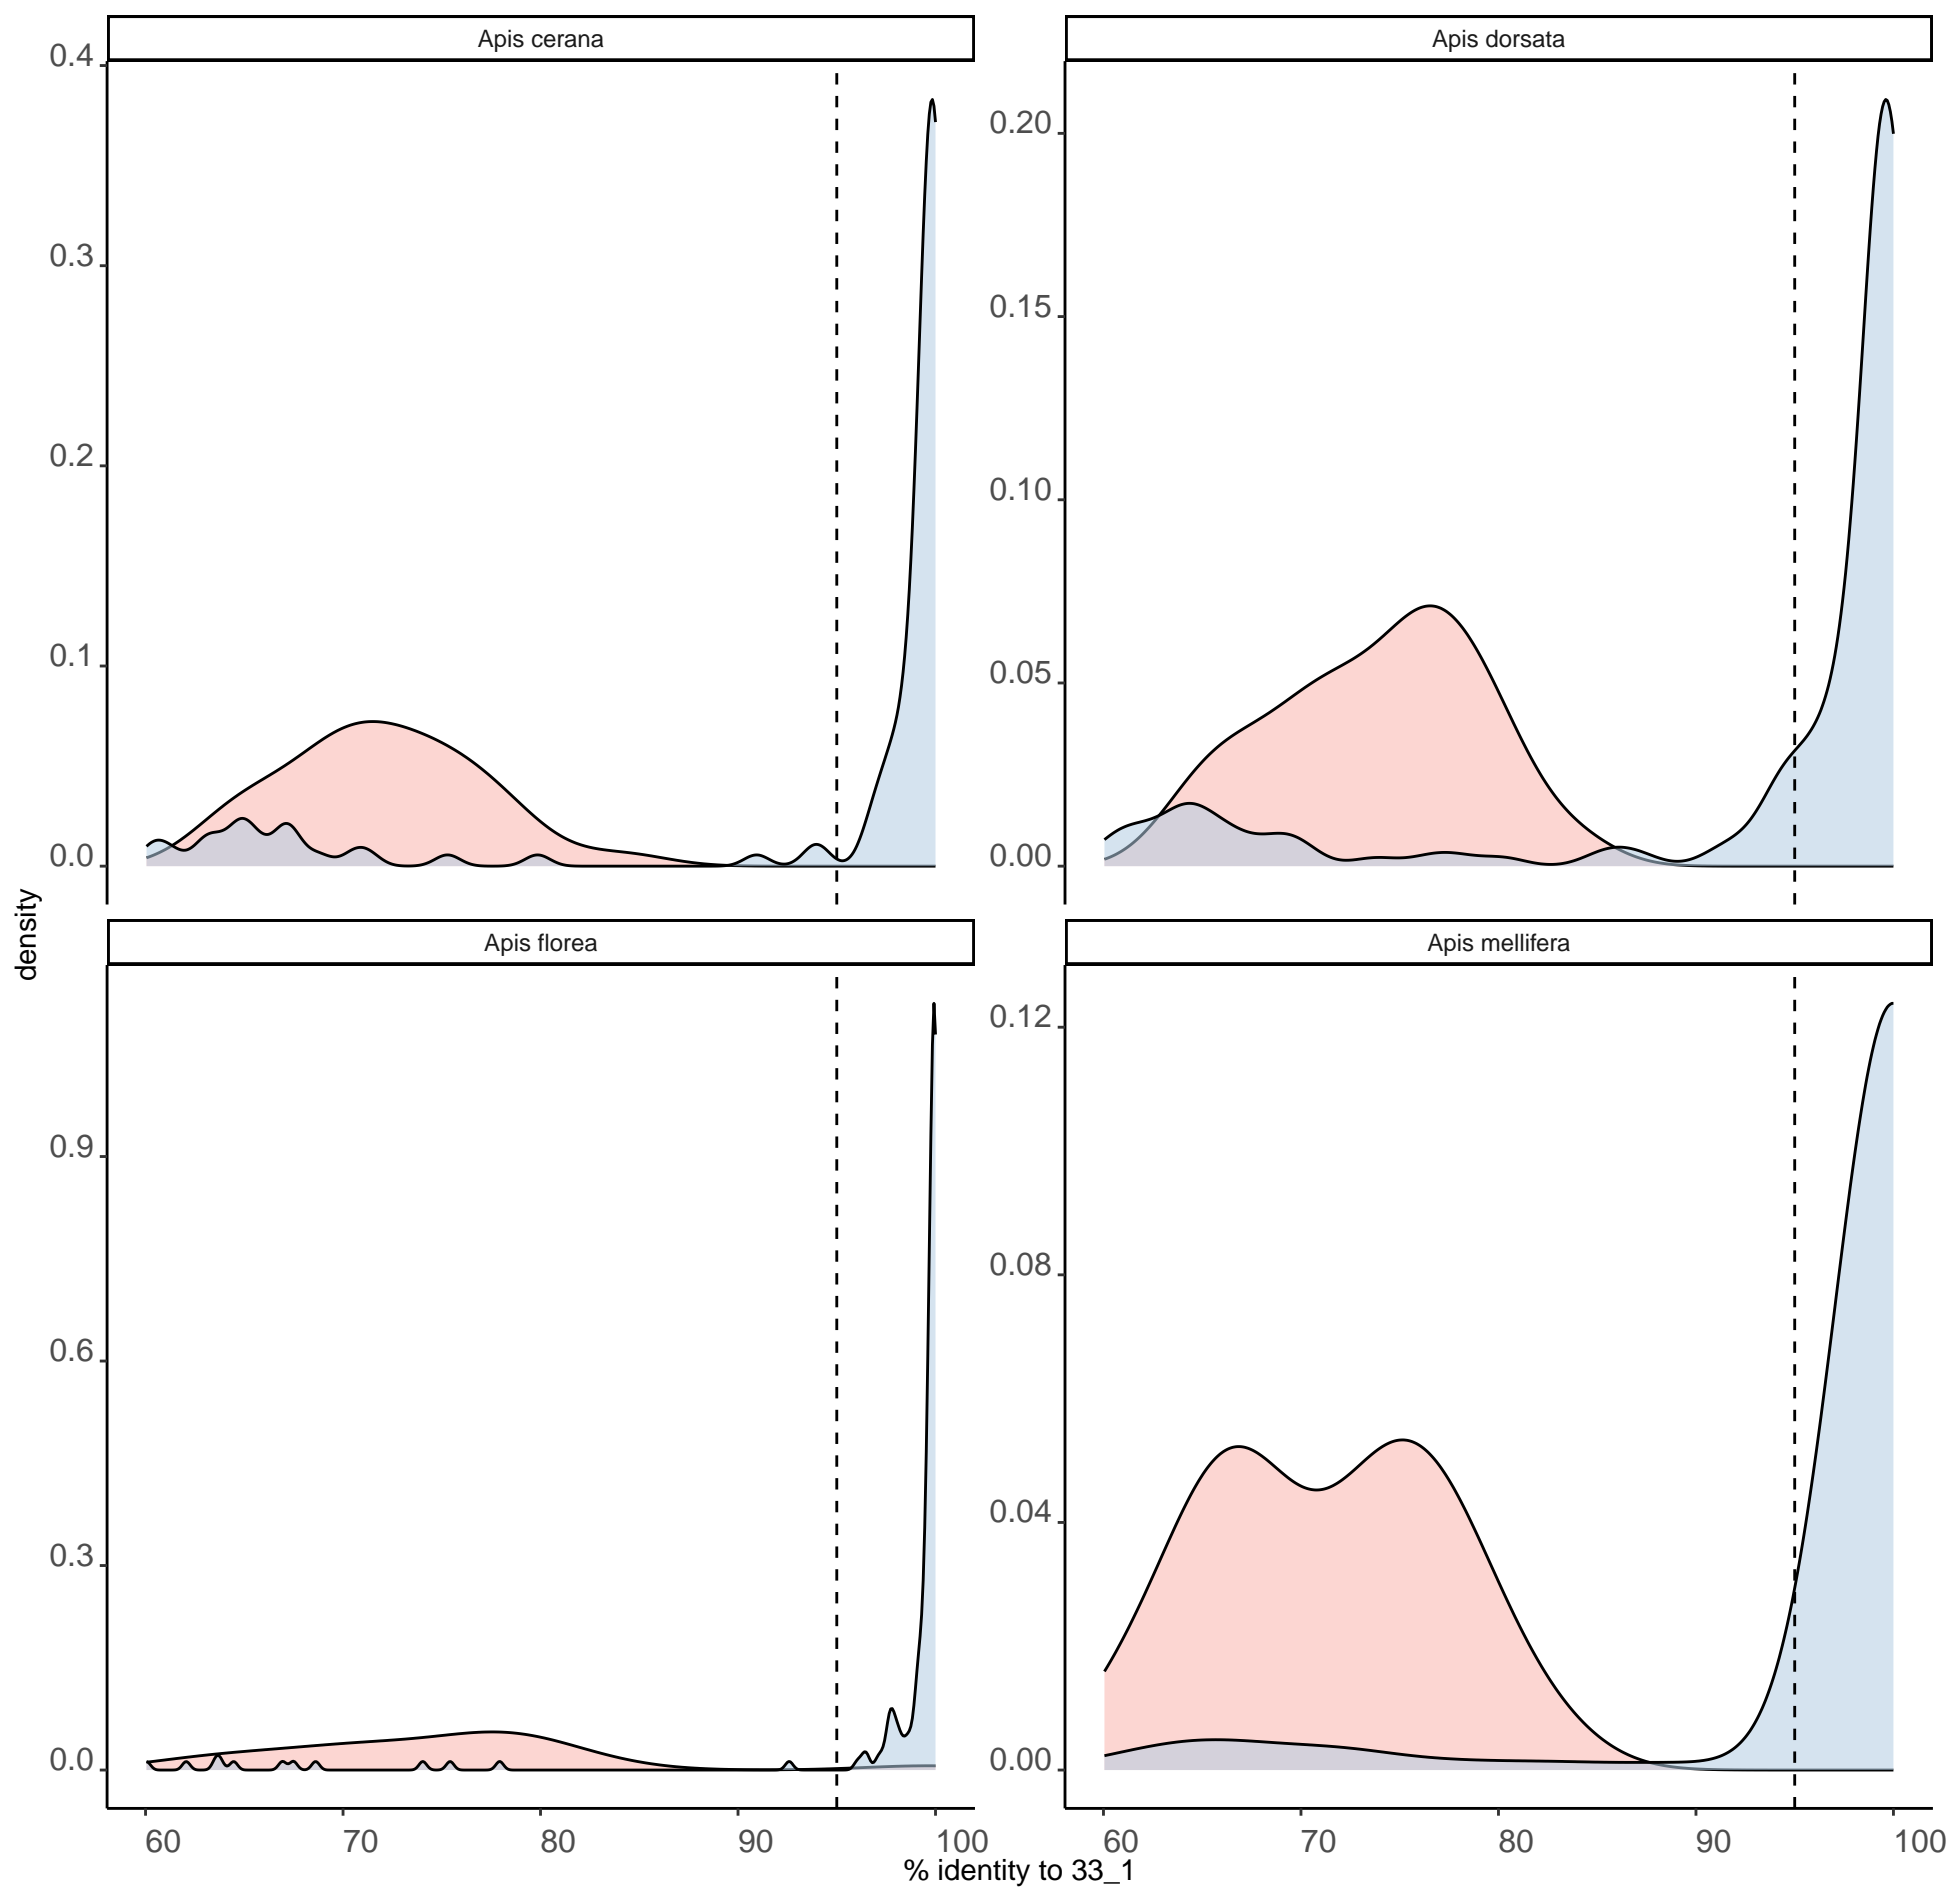 Apis cerana
Apis dorsata
0.4
0.3
0.2
0.1
0.0
0.20
0.15
0.10
0.05
0.00
density
Apis florea
Apis mellifera
0.9
0.6
0.3
0.0
0.12
0.08
0.04
0.00
60 70 80 90 100
60 70 80 90 100
% identity to 33_1